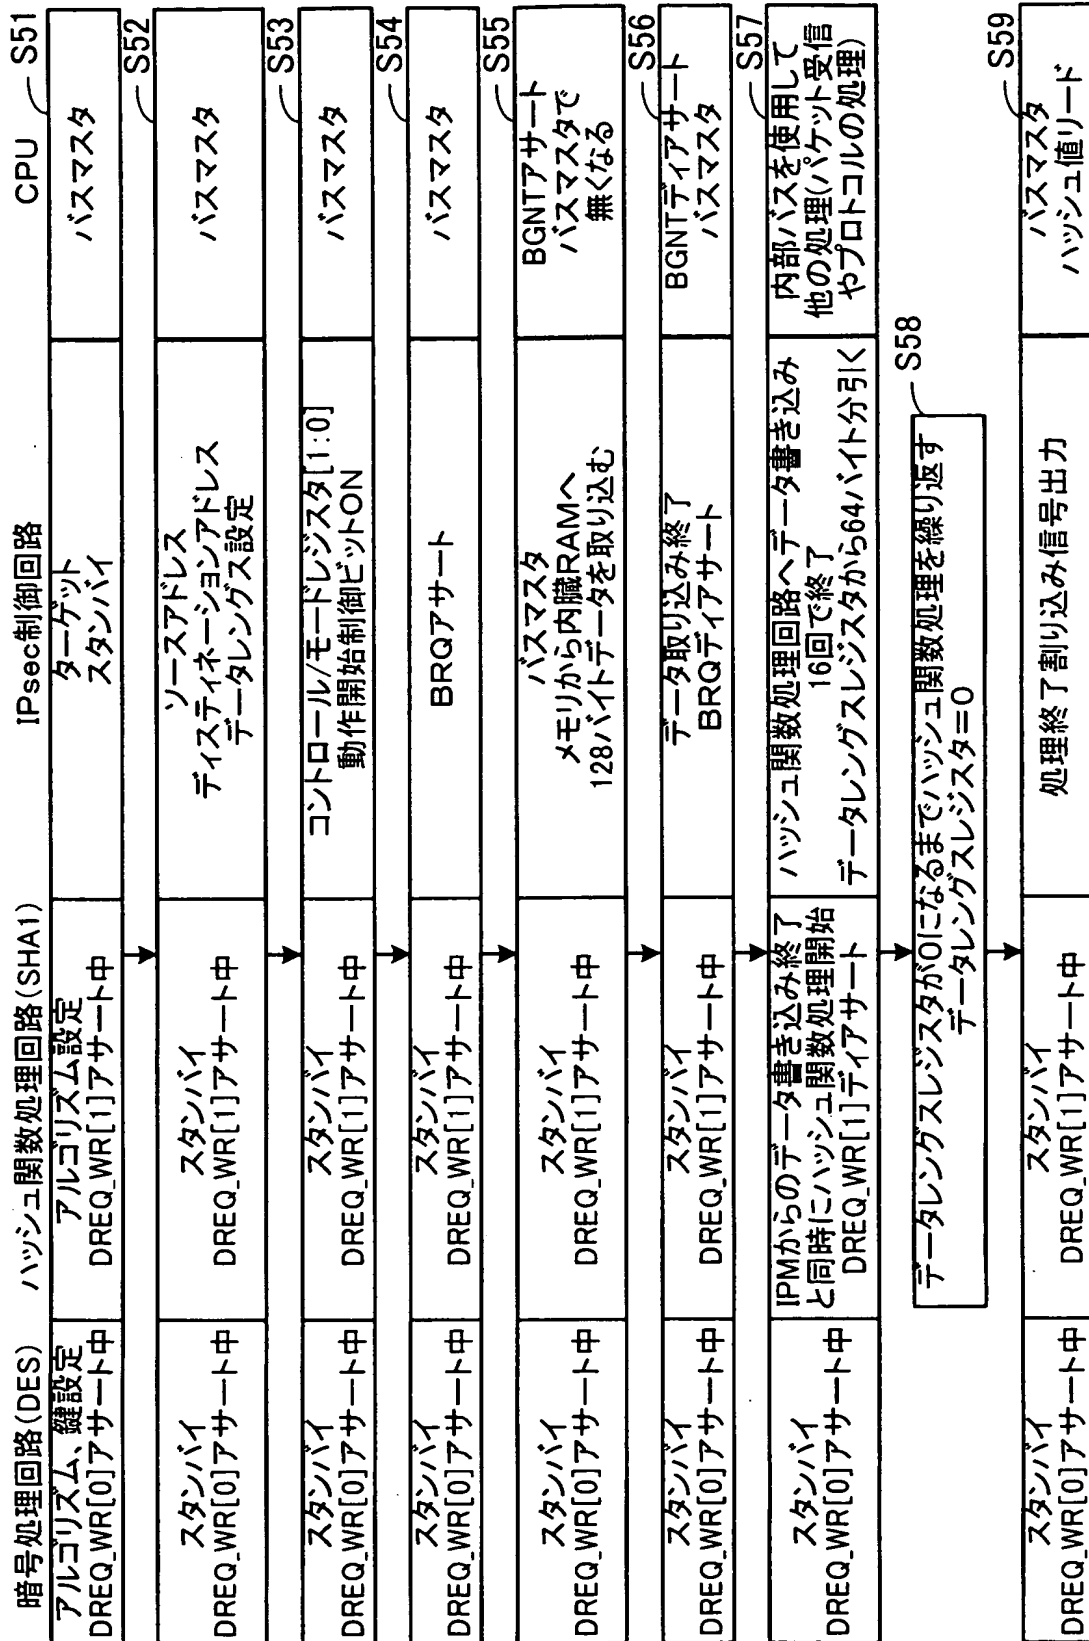 暗号処理回路(DES)
ハッシュ関数処理回路(SHA1)
IPsec制御回路
CPU
S51
アルゴリズム、鍵設定
DREQ_WR[0]アサート中
アルゴリズム設定
DREQ_WR[1]アサート中
ターゲット
スタンバイ
バスマスタ
S52
スタンバイ
DREQ_WR[0]アサート中
スタンバイ
DREQ_WR[1]アサート中
ソースアドレス
ディスティネーションアドレス
データレングス設定
バスマスタ
S53
スタンバイ
DREQ_WR[0]アサート中
スタンバイ
DREQ_WR[1]アサート中
コントロール/モードレジスタ[1:0]
動作開始制御ビットON
バスマスタ
S54
スタンバイ
DREQ_WR[0]アサート中
スタンバイ
DREQ_WR[1]アサート中
BRQアサート
バスマスタ
S55
スタンバイ
DREQ_WR[0]アサート中
スタンバイ
DREQ_WR[1]アサート中
バスマスタ
メモリから内臓RAMへ
128バイトデータを取り込む
BGNTアサート
バスマスタで
無くなる
S56
スタンバイ
DREQ_WR[0]アサート中
スタンバイ
DREQ_WR[1]アサート中
データ取り込み終了
BRQディアサート
BGNTディアサート
バスマスタ
S57
スタンバイ
DREQ_WR[0]アサート中
IPMからのデータ書き込み終了
と同時にハッシュ関数処理開始
DREQ_WR[1]ディアサート
ハッシュ関数処理回路へデータ書き込み
16回で終了
データレングスレジスタから64バイト分引く
内部バスを使用して
他の処理(パケット受信
やプロトコルの処理)
S58
データレングスレジスタが0になるまでハッシュ関数処理を繰り返す
データレングスレジスタ=0
S59
スタンバイ
DREQ_WR[0]アサート中
スタンバイ
DREQ_WR[1]アサート中
処理終了割り込み信号出力
バスマスタ
ハッシュ値リード